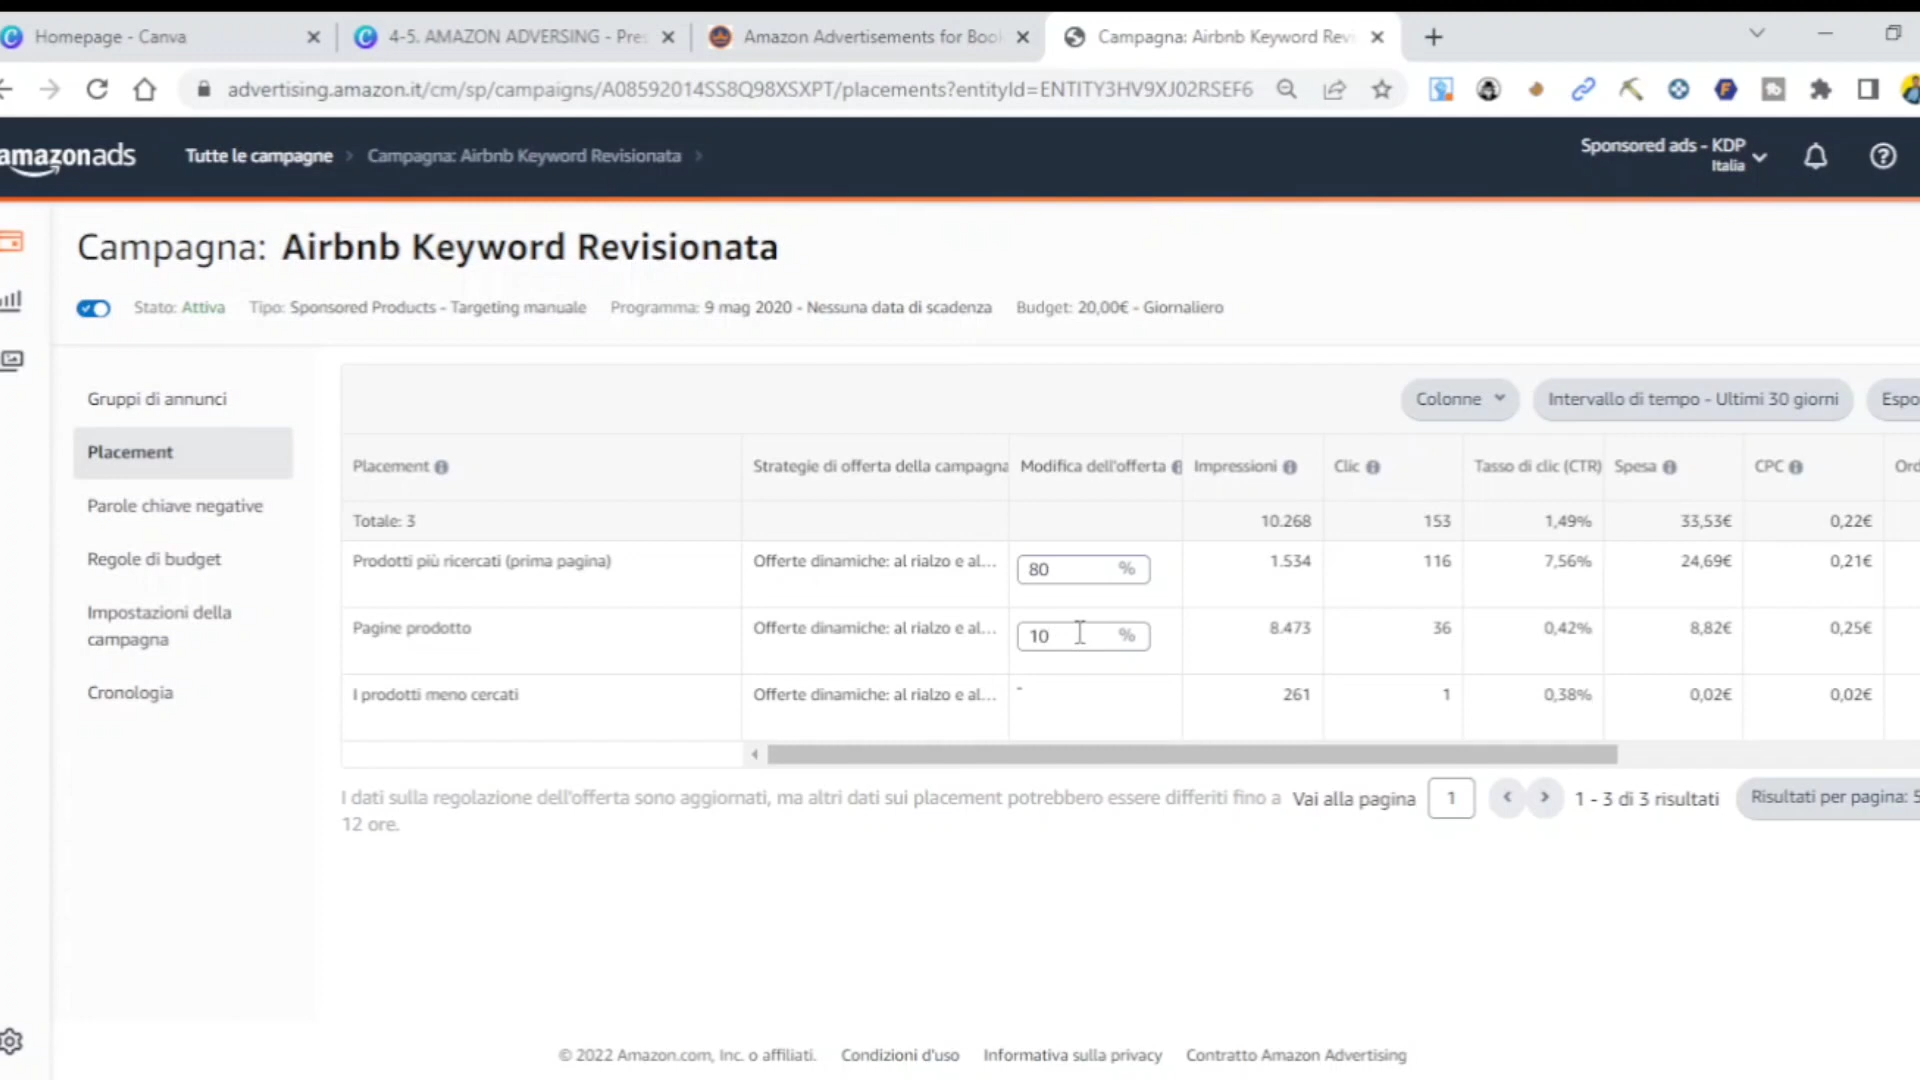 Homepage - Canva
4-5. AMAZON ADVERSING - Pres
Amazon Advertisements for Book
Campagna: Airbnb Keyword Revi
advertising.amazon.it/cm/sp/campaigns/A08592014SS8Q98XSXPT/placements?entityId=ENTITY3HV9XJ02RSEF6
amazonads
Tutte le campagne
Campagna: Airbnb Keyword Revisionata
Sponsored ads - KDP
Italia
Campagna: Airbnb Keyword Revisionata
Stato: Attiva Tipo: Sponsored Products - Targeting manuale Programma: 9 mag 2020 - Nessuna data di scadenza Budget: 20,00€ - Giornaliero
Gruppi di annunci
Placement
Parole chiave negative
Regole di budget
Impostazioni della
campagna
Cronologia
Colonne
Intervallo di tempo - Ultimi 30 giorni
Espo
Placement Strategie di offerta della campagna Modifica dell'offerta Impressioni Clic Tasso di clic (CTR) Spesa CPC Ord
Totale: 3 10.268 153 1,49% 33,53€ 0,22€
Prodotti più ricercati (prima pagina) Offerte dinamiche: al rialzo e al... 80 % 1.534 116 7,56% 24,69€ 0,21€
Pagine prodotto Offerte dinamiche: al rialzo e al... 10 % 8.473 36 0,42% 8,82€ 0,25€
I prodotti meno cercati Offerte dinamiche: al rialzo e al... - 261 1 0,38% 0,02€ 0,02€
I dati sulla regolazione dell'offerta sono aggiornati, ma altri dati sui placement potrebbero essere differiti fino a
12 ore.
Vai alla pagina 1 1 - 3 di 3 risultati Risultati per pagina: 5
© 2022 Amazon.com, Inc. o affiliati. Condizioni d'uso Informativa sulla privacy Contratto Amazon Advertising